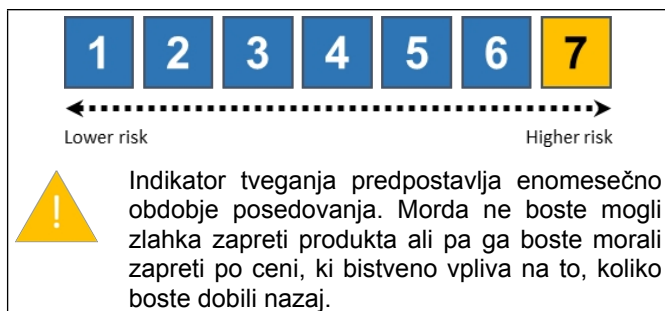 1 2 3 4 5 6 7
Lower risk Higher risk
!
Indikator tveganja predpostavlja enomesečno
obdobje posedovanja. Morda ne boste mogli
zlahka zapreti produkta ali pa ga boste morali
zapreti po ceni, ki bistveno vpliva na to, koliko
boste dobili nazaj.